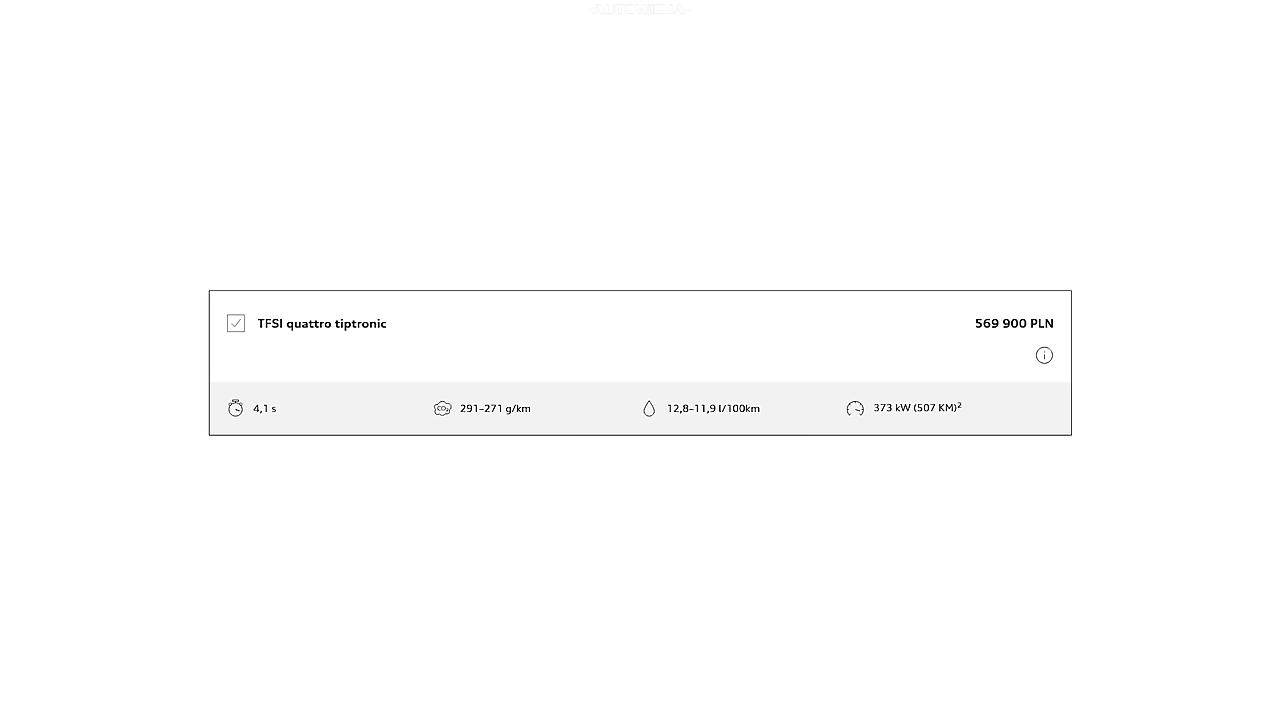 TFSI quattro tiptronic
569 900 PLN
4,1 s
CO₂
291–271 g/km
12,8–11,9 l/100km
373 kW (507 KM)²